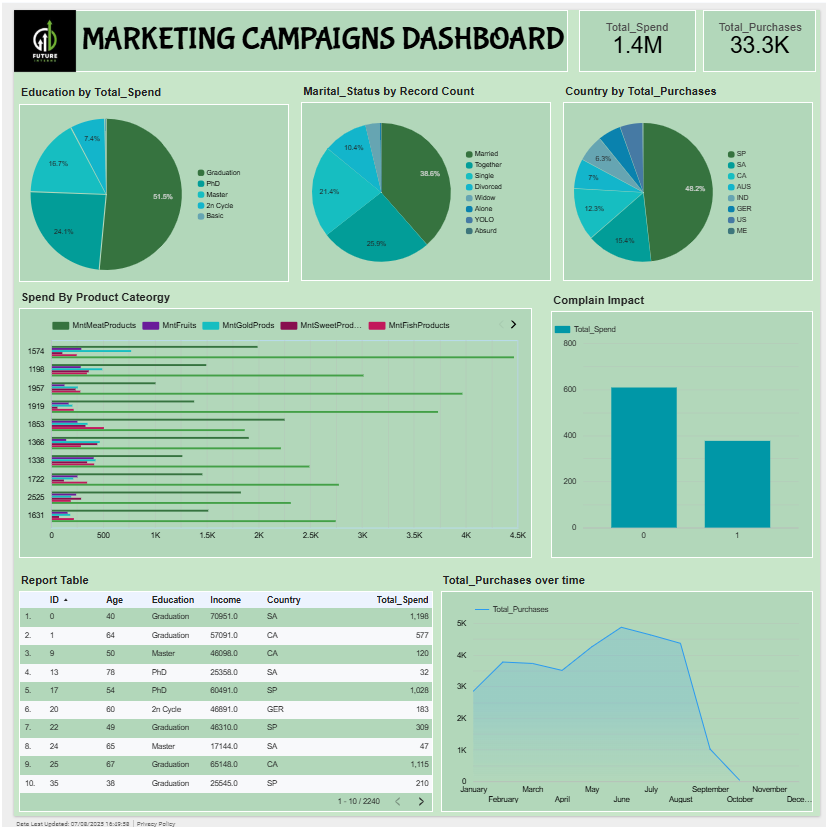 FUTURE
INTERNS
MARKETING CAMPAIGNS DASHBOARD
Total_Spend
1.4M
Total_Purchases
33.3K
Education by Total_Spend
51.5%
24.1%
16.7%
7.4%
Graduation
PhD
Master
2n Cycle
Basic
Marital_Status by Record Count
38.6%
25.9%
21.4%
10.4%
Married
Together
Single
Divorced
Widow
Alone
YOLO
Absurd
Country by Total_Purchases
48.2%
15.4%
12.3%
7%
6.3%
SP
SA
CA
AUS
IND
GER
US
ME
Spend By Product Cateorgy
MntMeatProducts MntFruits MntGoldProds MntSweetProd... MntFishProducts
1574
1198
1957
1919
1853
1366
1338
1722
2525
1631
0 500 1K 1.5K 2K 2.5K 3K 3.5K 4K 4.5K
Complain Impact
Total_Spend
800
600
400
200
0
0 1
Report Table
ID Age Education Income Country Total_Spend
1. 0 40 Graduation 70951.0 SA 1,198
2. 1 64 Graduation 57091.0 CA 577
3. 9 50 Master 46098.0 CA 120
4. 13 78 PhD 25358.0 SA 32
5. 17 54 PhD 60491.0 SP 1,028
6. 20 60 2n Cycle 46891.0 GER 183
7. 22 49 Graduation 46310.0 SP 309
8. 24 65 Master 17144.0 SA 47
9. 25 67 Graduation 65148.0 CA 1,115
10. 35 38 Graduation 25545.0 SP 210
1 - 10 / 2240
Total_Purchases over time
Total_Purchases
5K
4K
3K
2K
1K
0
January March May July September November
February April June August October Dece...
Data Last Updated: 07/08/2025 16:49:58 | Privacy Policy